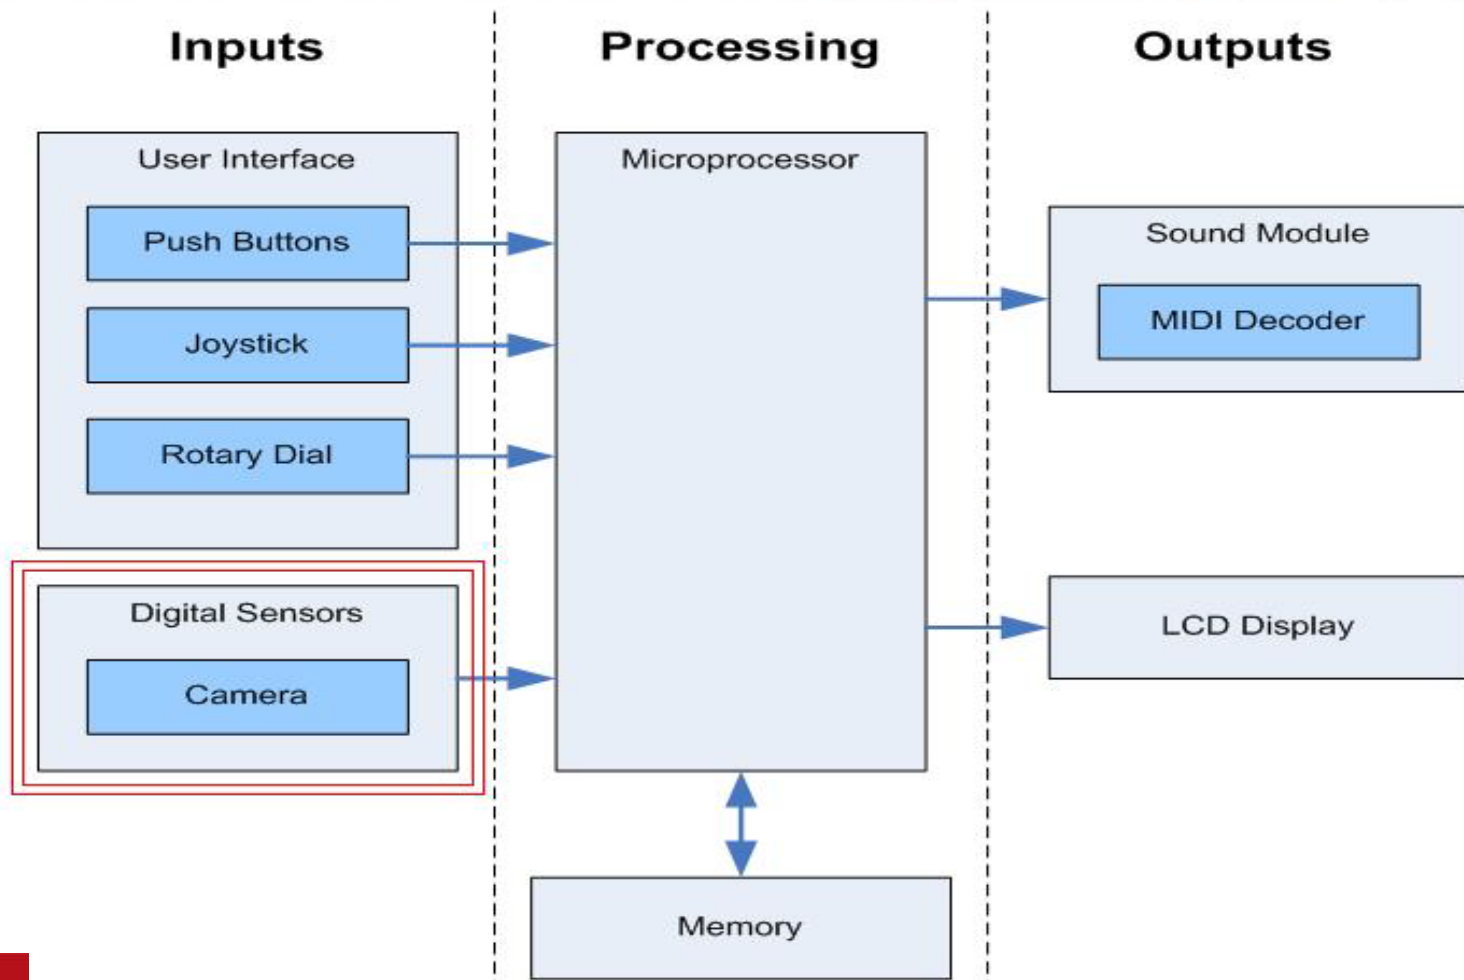 Inputs
Processing
Outputs
User Interface
Push Buttons
Joystick
Rotary Dial
Digital Sensors
Camera
Microprocessor
Memory
Sound Module
MIDI Decoder
LCD Display